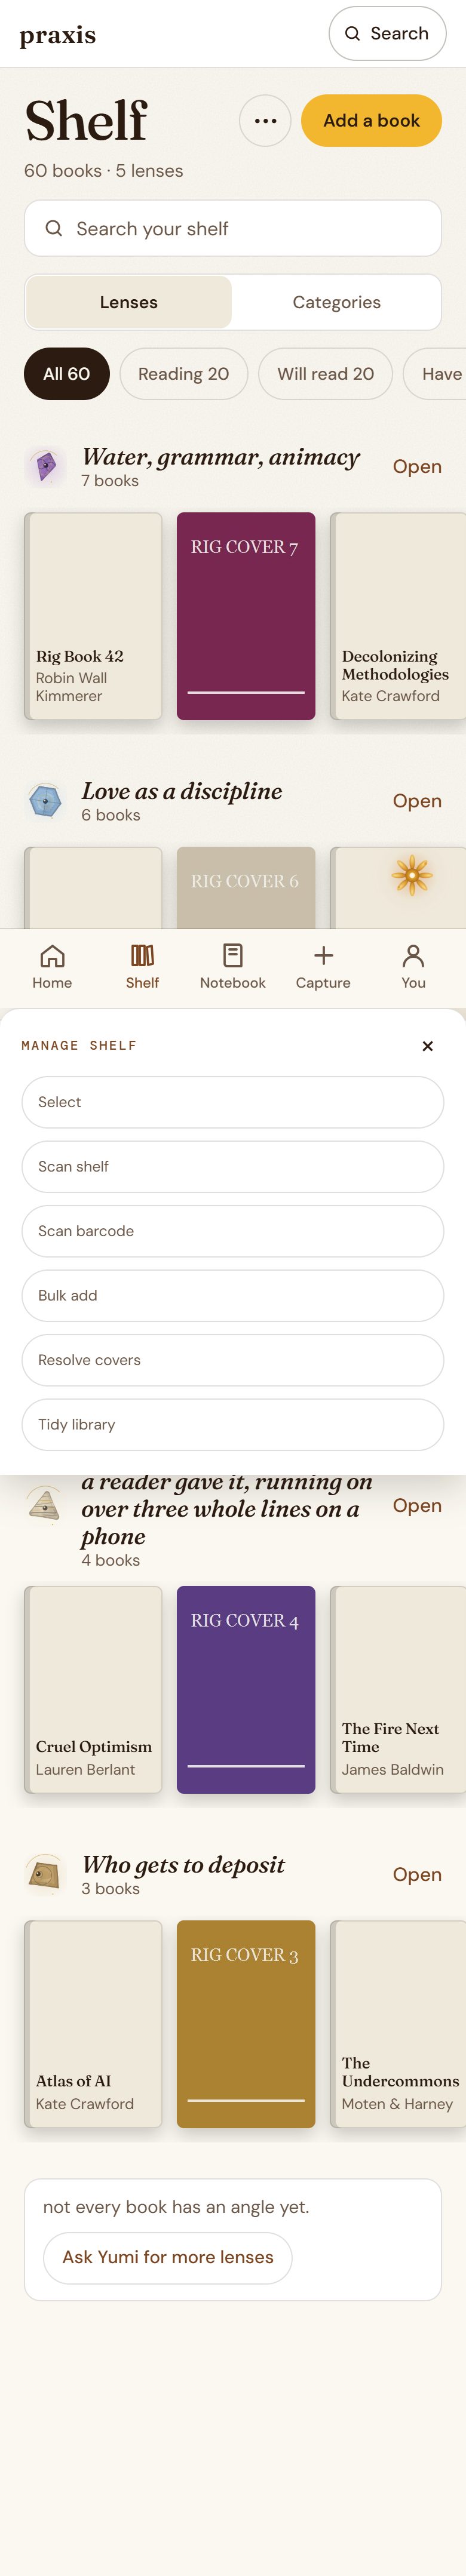 praxis
Search
Shelf
Add a book
60 books · 5 lenses
Search your shelf
Lenses
Categories
All 60
Reading 20
Will read 20
Have
Water, grammar, animacy
7 books
Open
Rig Book 42
Robin Wall
Kimmerer
RIG COVER 7
Decolonizing
Methodologies
Kate Crawford
Love as a discipline
6 books
Open
RIG COVER 6
Home
Shelf
Notebook
Capture
You
MANAGE SHELF
Select
Scan shelf
Scan barcode
Bulk add
Resolve covers
Tidy library
a reader gave it, running on
over three whole lines on a
phone
4 books
Open
Cruel Optimism
Lauren Berlant
RIG COVER 4
The Fire Next
Time
James Baldwin
Who gets to deposit
3 books
Open
Atlas of AI
Kate Crawford
RIG COVER 3
The
Undercommons
Moten & Harney
not every book has an angle yet.
Ask Yumi for more lenses